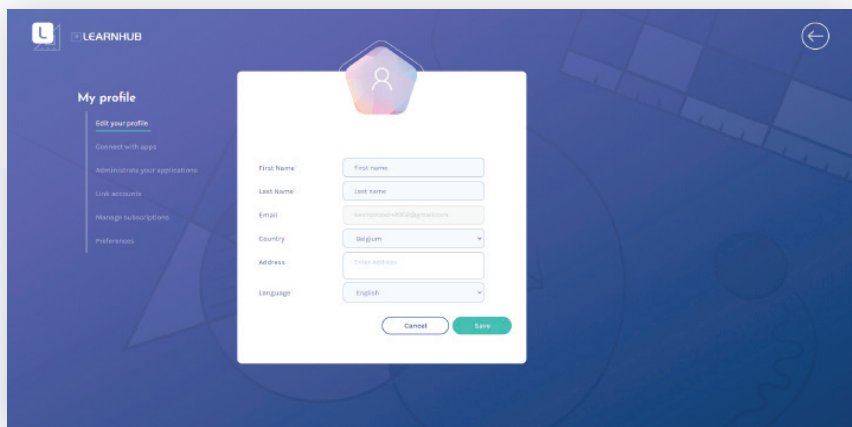 L LEARNHUB
My profile
Edit your profile
Connect with apps
Administrate your applications
Link accounts
Manage subscriptions
Preferences
First Name First name
Last Name Last name
Email
Country Belgium
Address Enter Address
Language English
Cancel Save